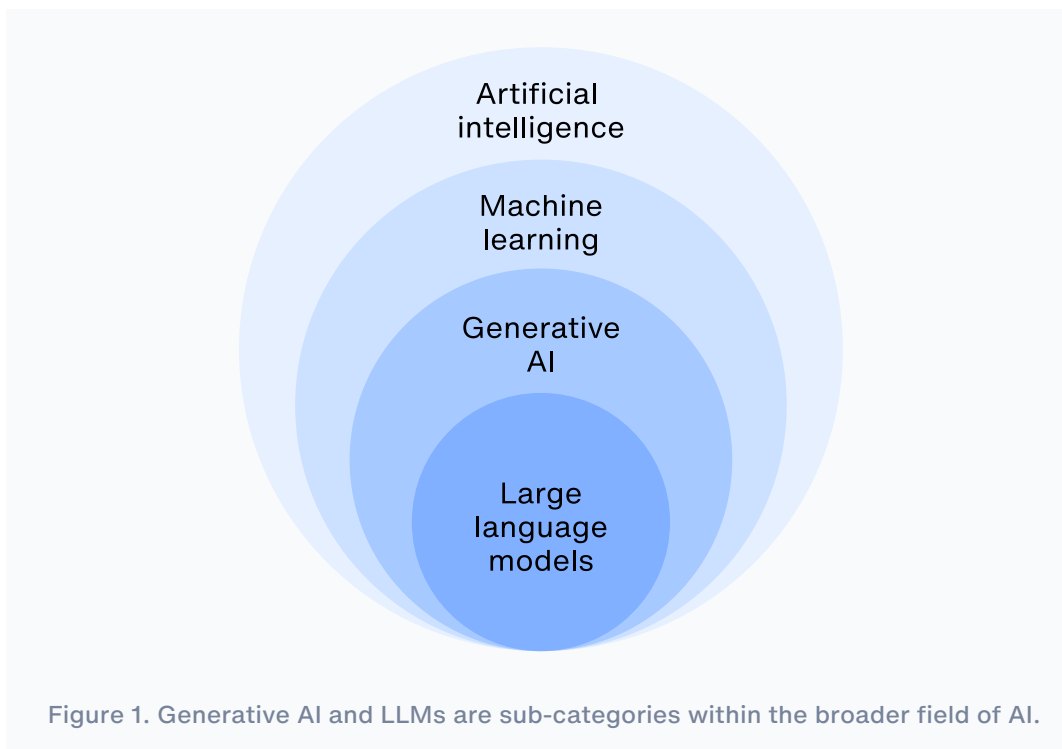 Artificial
intelligence
Machine
learning
Generative
AI
Large
language
models
Figure 1. Generative AI and LLMs are sub-categories within the broader field of AI.